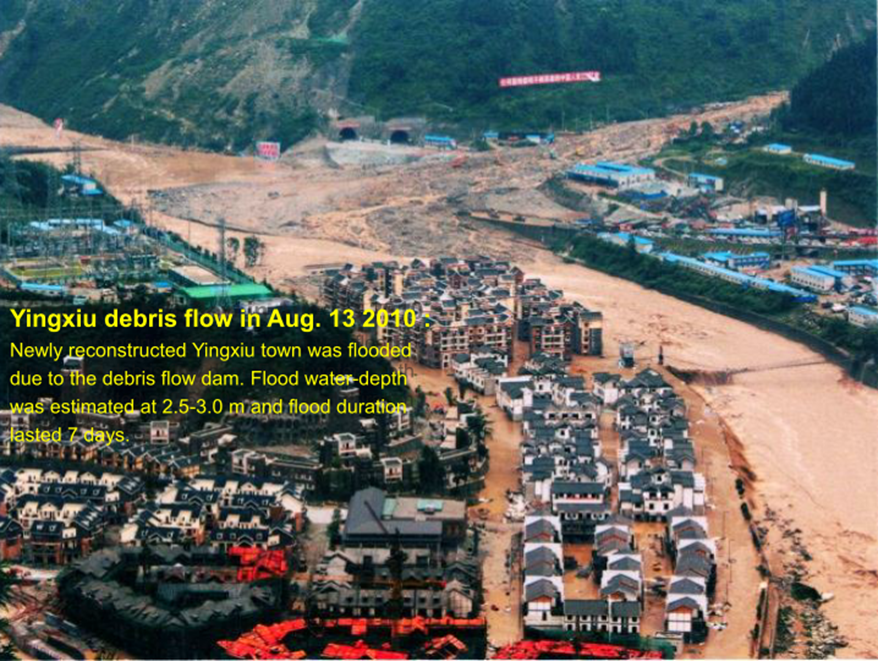 Yingxiu debris flow in Aug. 13 2010 :
Newly reconstructed Yingxiu town was flooded
due to the debris flow dam. Flood water-depth
was estimated at 2.5-3.0 m and flood duration
lasted 7 days.